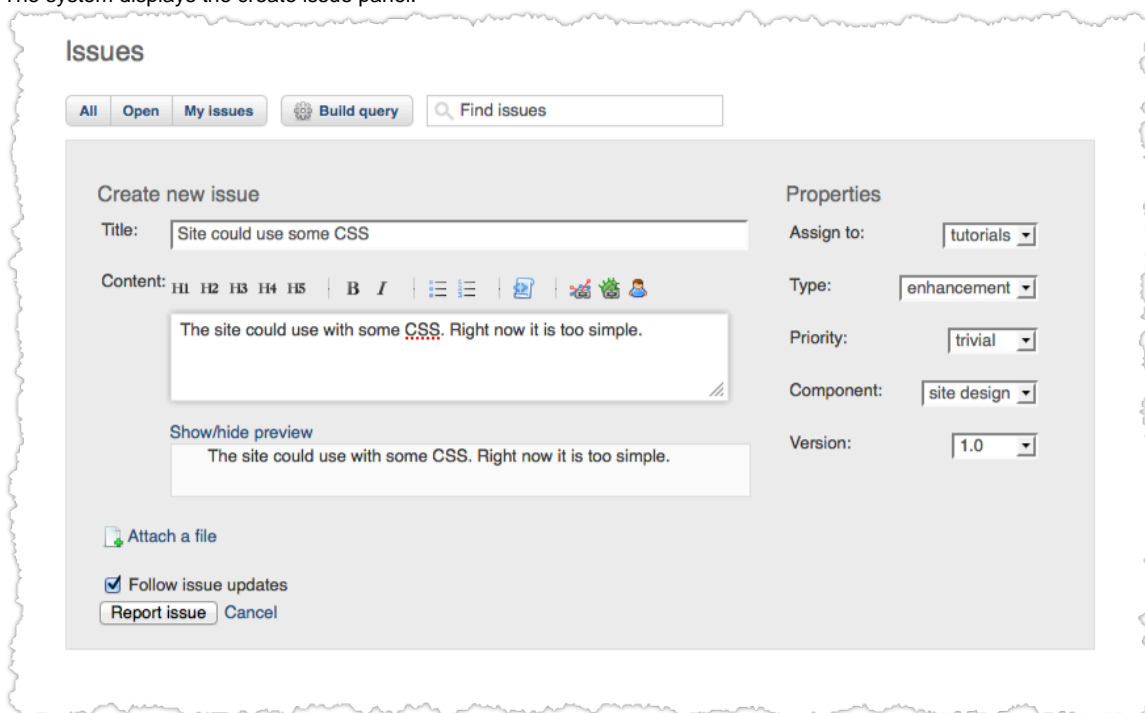 The system displays the create issue panel.
Issues
All Open My issues Build query Find issues
Create new issue
Properties
Title: Site could use some CSS
Assign to: tutorials
Content: H1 H2 H3 H4 H5 B I
Type: enhancement
The site could use with some CSS. Right now it is too simple.
Priority: trivial
Component: site design
Show/hide preview
Version: 1.0
The site could use with some CSS. Right now it is too simple.
Attach a file
Follow issue updates
Report issue Cancel